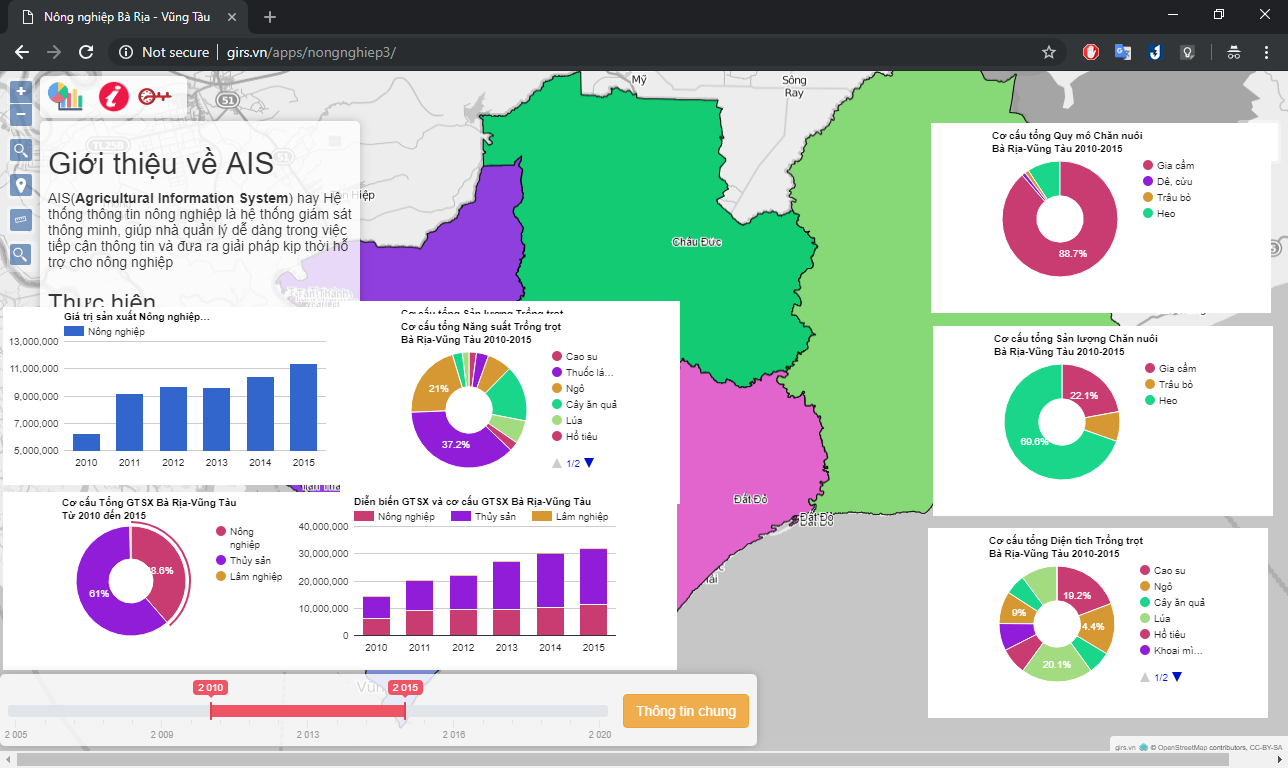 Nông nghiệp Bà Rịa - Vũng Tàu
Not secure
girs.vn/apps/nongnghiep3/
Giới thiệu về AIS
AIS(Agricultural Information System) hay Hệ
thống thông tin nông nghiệp là hệ thống giám sát
thông minh, giúp nhà quản lý dễ dàng trong việc
tiếp cận thông tin và đưa ra giải pháp kịp thời hỗ
trợ cho nông nghiệp
Thực hiện
51
TL25B
51
Hiệp
Mỹ
Sông
Ray
Châu Đức
Đất Đỏ
Đất Đỏ
Giá trị sản xuất Nông nghiệp...
Nông nghiệp
13,000,000
11,000,000
9,000,000
7,000,000
5,000,000
2010 2011 2012 2013 2014 2015
Cơ cấu tổng Sản lượng Trồng trọt
Cơ cấu tổng Năng suất Trồng trọt
Bà Rịa-Vũng Tàu 2010-2015
21%
37.2%
Cao su
Thuốc lá...
Ngô
Cây ăn quả
Lúa
Hồ tiêu
1/2
Cơ cấu Tổng GTSX Bà Rịa-Vũng Tàu
Từ 2010 đến 2015
61%
8.6%
Nông
nghiệp
Thủy sản
Lâm nghiệp
Diễn biến GTSX và cơ cấu GTSX Bà Rịa-Vũng Tàu
Nông nghiệp Thủy sản Lâm nghiệp
40,000,000
30,000,000
20,000,000
10,000,000
0
2010 2011 2012 2013 2014 2015
Cơ cấu tổng Quy mô Chăn nuôi
Bà Rịa-Vũng Tàu 2010-2015
88.7%
Gia cầm
Dê, cừu
Trâu bò
Heo
Cơ cấu tổng Sản lượng Chăn nuôi
Bà Rịa-Vũng Tàu 2010-2015
22.1%
69.6%
Gia cầm
Trâu bò
Heo
Cơ cấu tổng Diện tích Trồng trọt
Bà Rịa-Vũng Tàu 2010-2015
19.2%
4.4%
20.1%
9%
Cao su
Ngô
Cây ăn quả
Lúa
Hồ tiêu
Khoai mì...
1/2
2 010
2 015
2 005
2 009
2 013
2 016
2 020
Thông tin chung
girs.vn © OpenStreetMap contributors, CC-BY-SA